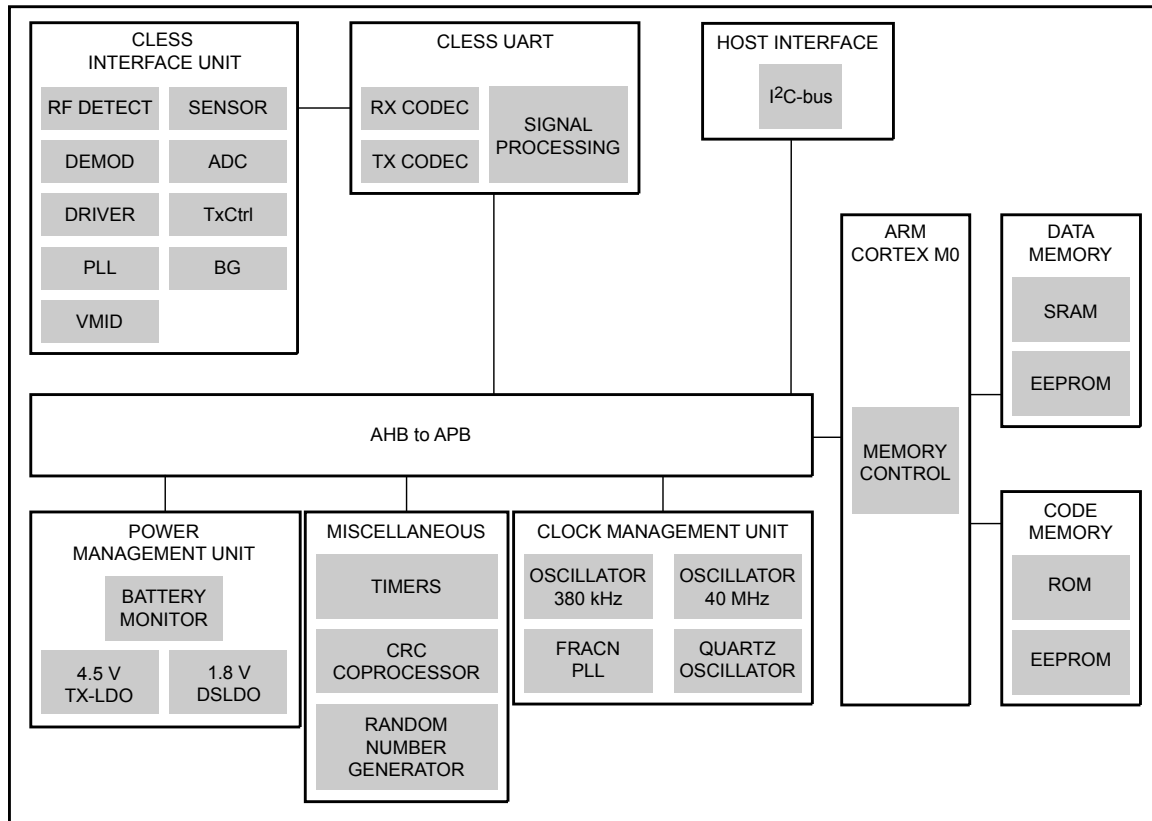 CLESS
INTERFACE UNIT
RF DETECT
SENSOR
DEMOD
ADC
DRIVER
TxCtrl
PLL
BG
VMID
CLESS UART
RX CODEC
TX CODEC
SIGNAL
PROCESSING
HOST INTERFACE
I²C-bus
ARM
CORTEX M0
MEMORY
CONTROL
DATA
MEMORY
SRAM
EEPROM
CODE
MEMORY
ROM
EEPROM
AHB to APB
POWER
MANAGEMENT UNIT
BATTERY
MONITOR
4.5 V
TX-LDO
1.8 V
DSLDO
MISCELLANEOUS
TIMERS
CRC
COPROCESSOR
RANDOM
NUMBER
GENERATOR
CLOCK MANAGEMENT UNIT
OSCILLATOR
380 kHz
OSCILLATOR
40 MHz
FRACN
PLL
QUARTZ
OSCILLATOR